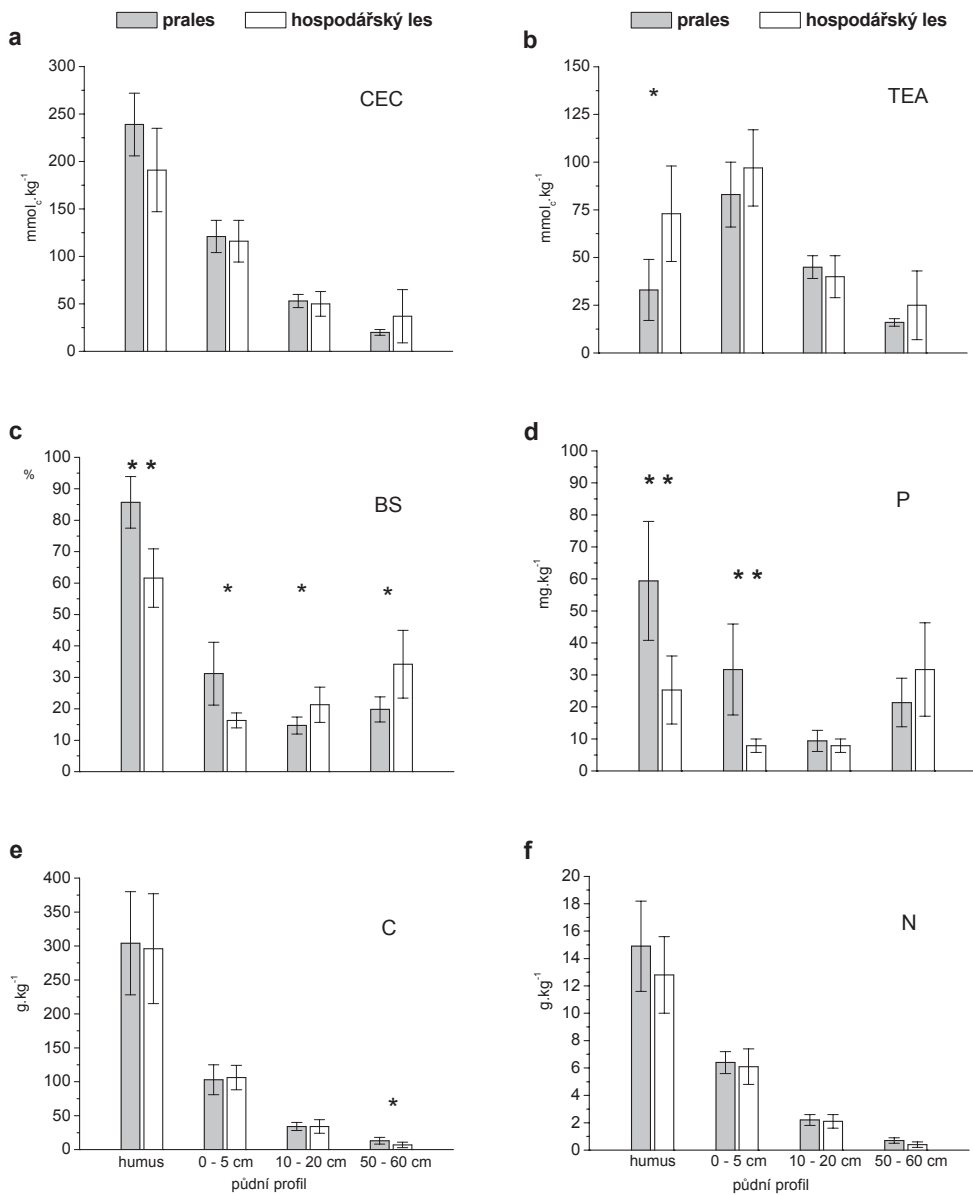 prales hospodářský les
prales hospodářský les
a
CEC
mmolc.kg-1
300
250
200
150
100
50
0
b
TEA
*
mmolc.kg-1
150
125
100
75
50
25
0
c
BS
%
* *
*
*
*
100
90
80
70
60
50
40
30
20
10
0
d
P
* *
* *
mg.kg-1
100
90
80
70
60
50
40
30
20
10
0
e
C
*
g.kg-1
400
350
300
250
200
150
100
50
0
humus 0 - 5 cm 10 - 20 cm 50 - 60 cm
půdní profil
f
N
g.kg-1
20
18
16
14
12
10
8
6
4
2
0
humus 0 - 5 cm 10 - 20 cm 50 - 60 cm
půdní profil